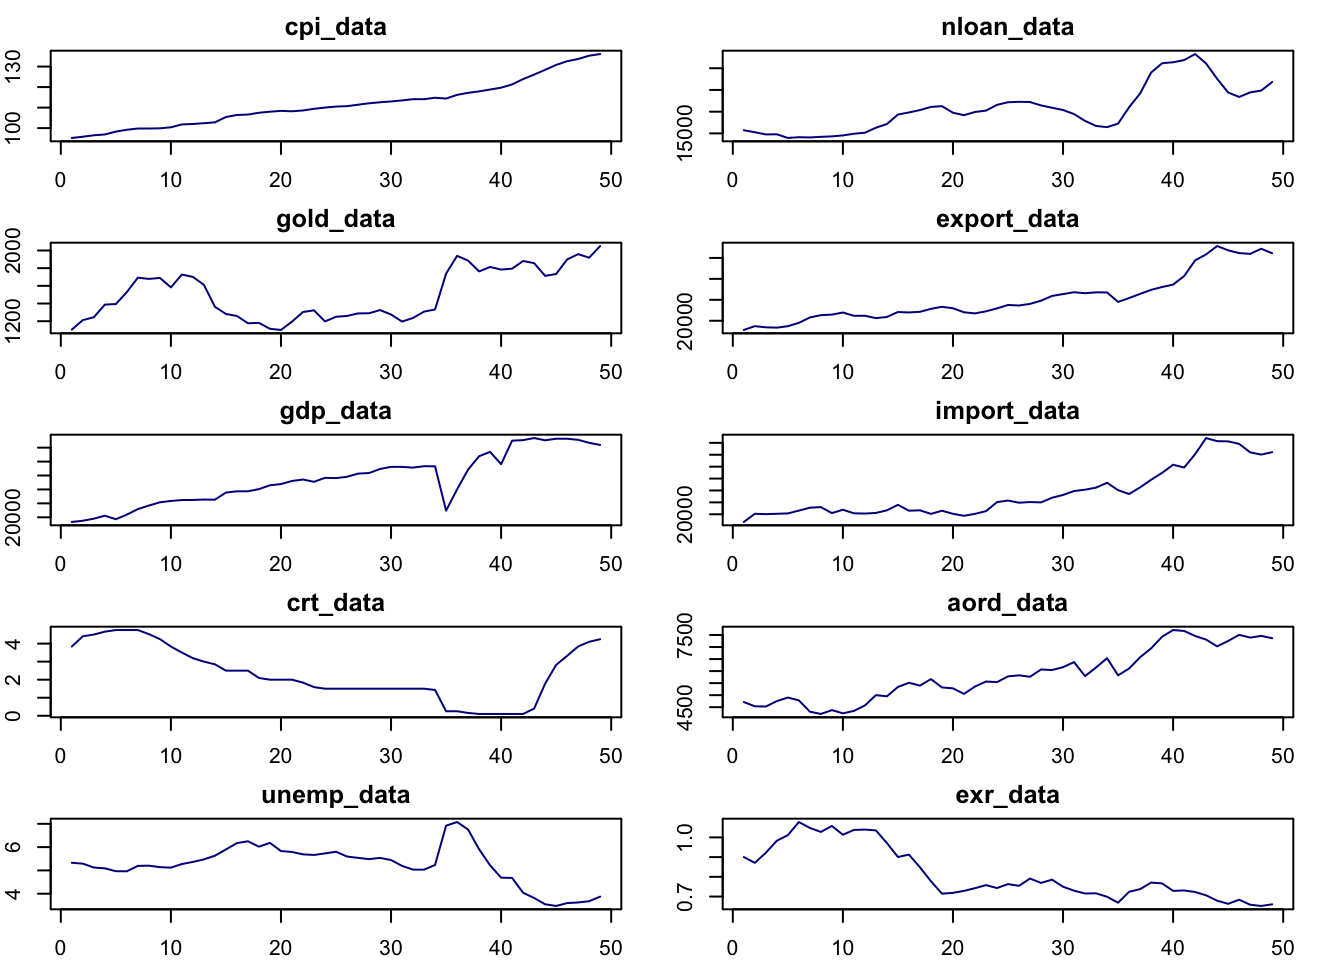 cpi_data
130
100
0 10 20 30 40 50
nloan_data
15000
0 10 20 30 40 50
gold_data
2000
1200
0 10 20 30 40 50
export_data
20000
0 10 20 30 40 50
gdp_data
20000
0 10 20 30 40 50
import_data
20000
0 10 20 30 40 50
crt_data
4
2
0
0 10 20 30 40 50
aord_data
7500
4500
0 10 20 30 40 50
unemp_data
6
4
0 10 20 30 40 50
exr_data
1.0
0.7
0 10 20 30 40 50